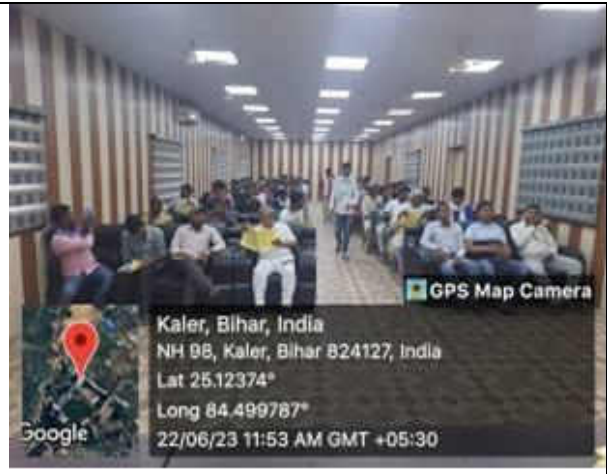 GPS Map Camera
Kaler, Bihar, India
NH 98, Kaler, Bihar 824127, India
Lat 25.12374°
Long 84.499787°
22/06/23 11:53 AM GMT +05:30
Google